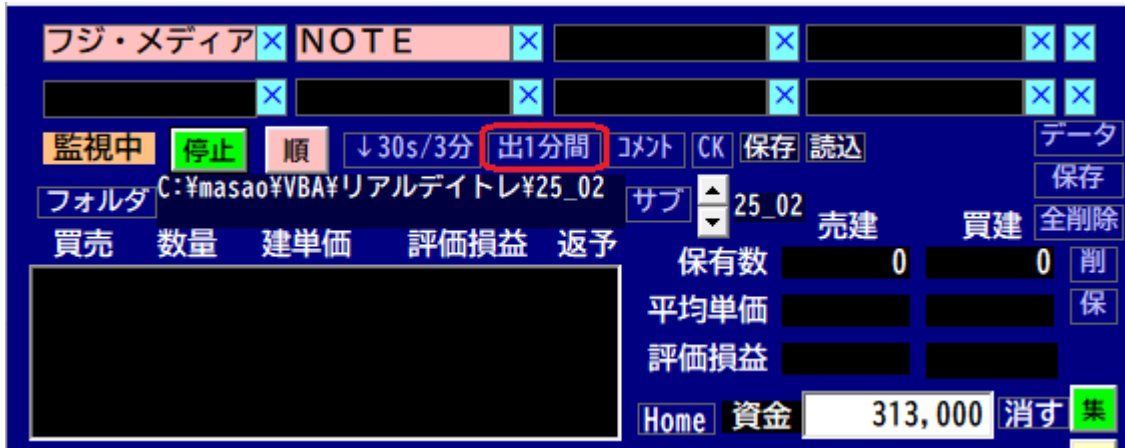 フジ・メディア × NOTE × × × ×
× × × × ×
監視中 停止 順 ↓30s/3分 出1分間 コメント CK 保存 読込 データ
フォルダ C:¥masao¥VBA¥リアルデイトレ¥25_02 サブ 25_02 保存
買売 数量 建単価 評価損益 返予 売建 買建 全削除
保有数 0 0 削
平均単価 保
評価損益
Home 資金 313,000 消す 集